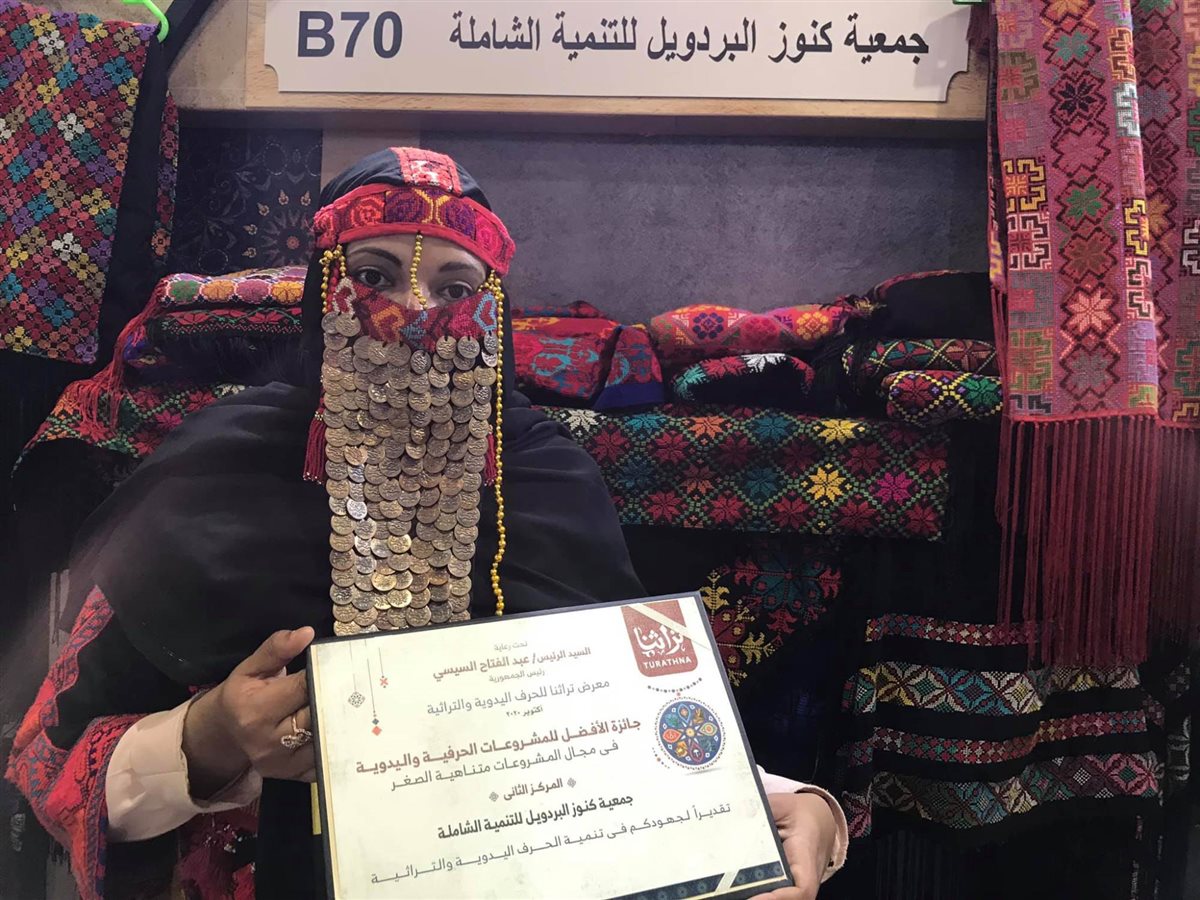 B70 جمعية كنوز البردويل للتنمية الشاملة
تراثنا
TURATHNA
تحت رعاية
السيد الرئيس/ عبد الفتاح السيسي
رئيس الجمهورية
معرض تراثنا للحرف اليدوية والتراثية
أكتوبر ٢٠٢٠
جائزة الأفضل للمشروعات الحرفية واليدوية
في مجال المشروعات متناهية الصغر
المركز الثانى
جمعية كنوز البردويل للتنمية الشاملة
تقديراً لجهودكم فى تنمية الحرف اليدوية والتراثية